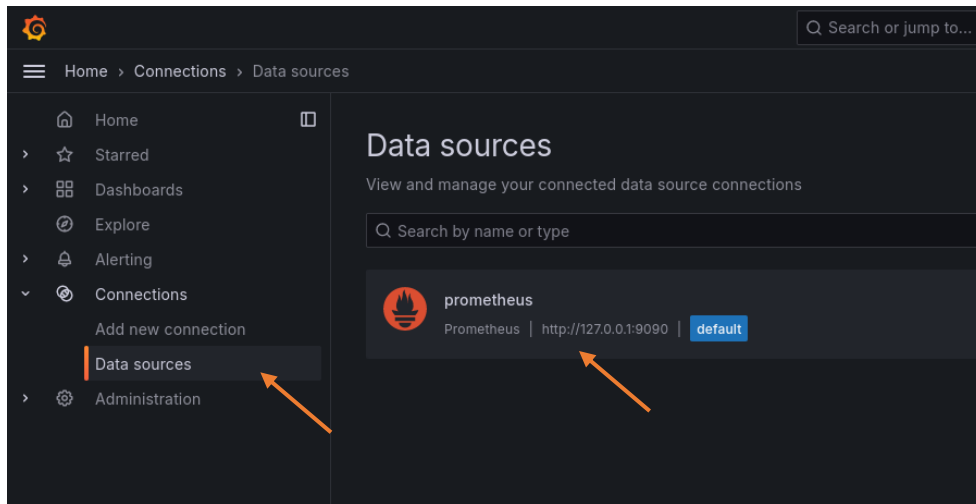 Search or jump to...
Home › Connections › Data sources
Home
Starred
Dashboards
Explore
Alerting
Connections
Add new connection
Data sources
Administration
Data sources
View and manage your connected data source connections
Search by name or type
prometheus
Prometheus | http://127.0.0.1:9090 | default